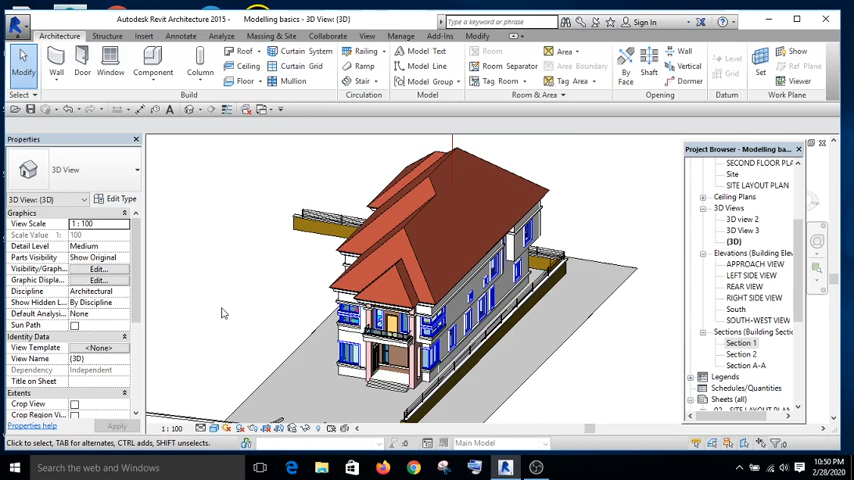 Autodesk Revit Architecture 2015 - Modelling basics - 3D View: {3D}
Type a keyword or phrase
Sign In
Architecture Structure Insert Annotate Analyze Massing & Site Collaborate View Manage Add-Ins Modify
Modify
Wall
Door
Window
Component
Column
Roof
Ceiling
Floor
Curtain System
Curtain Grid
Mullion
Railing
Ramp
Stair
Model Text
Model Line
Model Group
Room
Room Separator
Tag Room
Area
Area Boundary
Tag Area
By Face
Shaft
Wall
Vertical
Dormer
Level
Grid
Set
Show
Ref Plane
Viewer
Select
Build
Circulation
Model
Room & Area
Opening
Datum
Work Plane
Properties
3D View
3D View: {3D}
Edit Type
Graphics
View Scale 1 : 100
Scale Value 1: 100
Detail Level Medium
Parts Visibility Show Original
Visibility/Graph... Edit...
Graphic Displa... Edit...
Discipline Architectural
Show Hidden L... By Discipline
Default Analysi... None
Sun Path
Identity Data
View Template <None>
View Name {3D}
Dependency Independent
Title on Sheet
Extents
Crop View
Crop Region V...
Properties help
Apply
Project Browser - Modelling ba...
SECOND FLOOR PLA
Site
SITE LAYOUT PLAN
Ceiling Plans
3D Views
3D view 2
3D View 3
{3D}
Elevations (Building Elev
APPROACH VIEW
LEFT SIDE VIEW
REAR VIEW
RIGHT SIDE VIEW
South
SOUTH-WEST VIEW
Sections (Building Secti
Section 1
Section 2
Section A-A
Legends
Schedules/Quantities
Sheets (all)
1 : 100
Click to select, TAB for alternates, CTRL adds, SHIFT unselects.
:0
Main Model
:0
Search the web and Windows
10:50 PM
2/28/2020